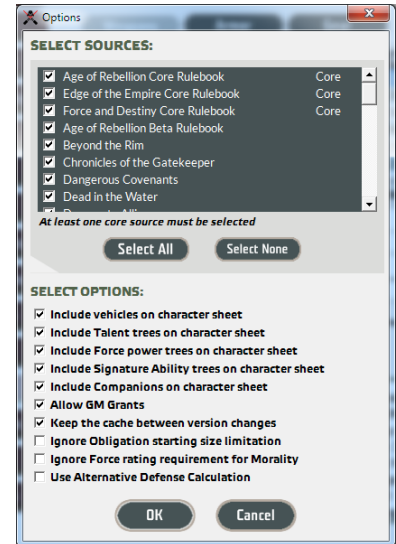 Options
SELECT SOURCES:
Age of Rebellion Core Rulebook Core
Edge of the Empire Core Rulebook Core
Force and Destiny Core Rulebook Core
Age of Rebellion Beta Rulebook
Beyond the Rim
Chronicles of the Gatekeeper
Dangerous Covenants
Dead in the Water
At least one core source must be selected
Select All Select None
SELECT OPTIONS:
Include vehicles on character sheet
Include Talent trees on character sheet
Include Force power trees on character sheet
Include Signature Ability trees on character sheet
Include Companions on character sheet
Allow GM Grants
Keep the cache between version changes
Ignore Obligation starting size limitation
Ignore Force rating requirement for Morality
Use Alternative Defense Calculation
OK Cancel